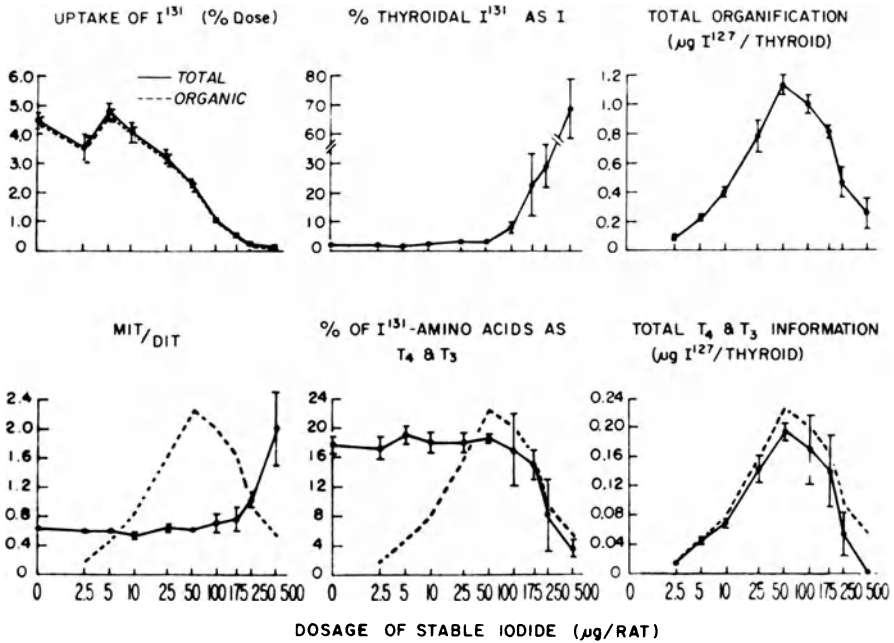 UPTAKE OF I¹³¹ (% Dose)
6.0
5.0
4.0
3.0
2.0
1.0
0
TOTAL
ORGANIC
% THYROIDAL I¹³¹ AS I
80
70
60
30
20
10
0
TOTAL ORGANIFICATION
(µg I¹²⁷ / THYROID)
1.2
1.0
0.8
0.6
0.4
0.2
0
MIT/DIT
2.8
2.4
2.0
1.6
1.2
0.8
0.4
0
0 2.5 5 10 25 50 100 175 250 500
% OF I¹³¹-AMINO ACIDS AS
T₄ & T₃
24
20
16
12
8
4
0
0 2.5 5 10 25 50 100 175 250 500
TOTAL T₄ & T₃ INFORMATION
(µg I¹²⁷/THYROID)
0.24
0.20
0.16
0.12
0.08
0.04
0
0 2.5 5 10 25 50 100 175 250 500
DOSAGE OF STABLE IODIDE (µg/RAT)